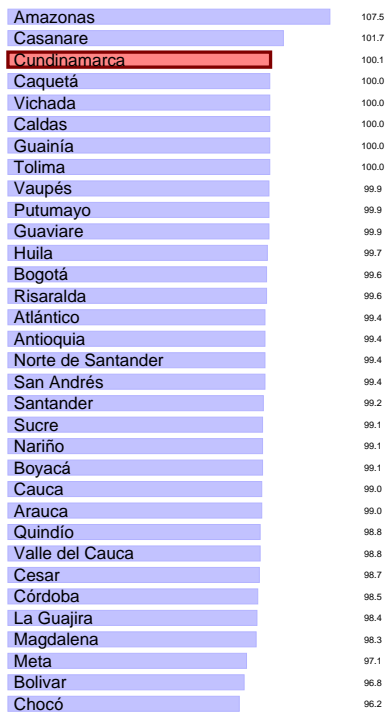 Amazonas 107.5
Casanare 101.7
Cundinamarca 100.1
Caquetá 100.0
Vichada 100.0
Caldas 100.0
Guainía 100.0
Tolima 100.0
Vaupés 99.9
Putumayo 99.9
Guaviare 99.9
Huila 99.7
Bogotá 99.6
Risaralda 99.6
Atlántico 99.4
Antioquia 99.4
Norte de Santander 99.4
San Andrés 99.4
Santander 99.2
Sucre 99.1
Nariño 99.1
Boyacá 99.1
Cauca 99.0
Arauca 99.0
Quindío 98.8
Valle del Cauca 98.8
Cesar 98.7
Córdoba 98.5
La Guajira 98.4
Magdalena 98.3
Meta 97.1
Bolivar 96.8
Chocó 96.2